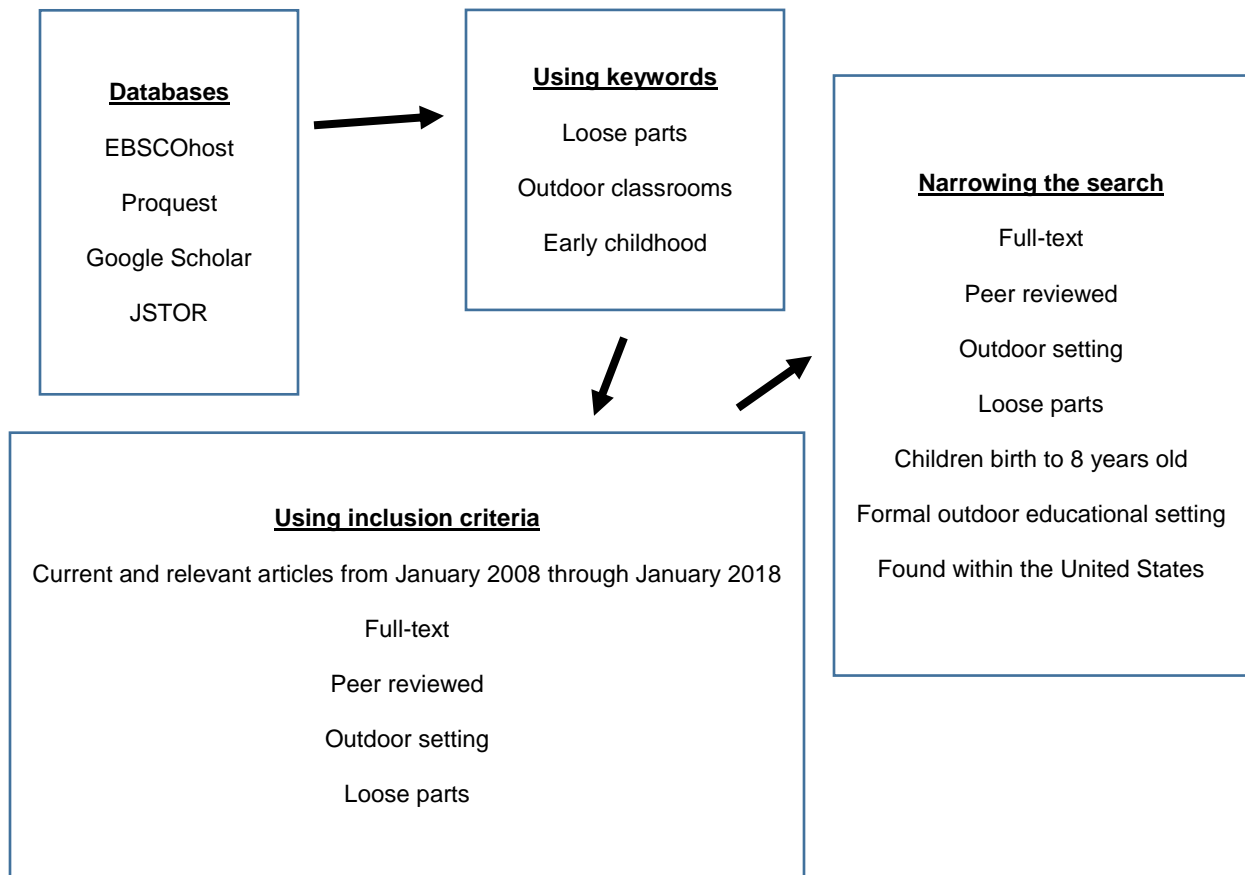 Databases
EBSCOhost
Proquest
Google Scholar
JSTOR
Using keywords
Loose parts
Outdoor classrooms
Early childhood
Using inclusion criteria
Current and relevant articles from January 2008 through January 2018
Full-text
Peer reviewed
Outdoor setting
Loose parts
Narrowing the search
Full-text
Peer reviewed
Outdoor setting
Loose parts
Children birth to 8 years old
Formal outdoor educational setting
Found within the United States